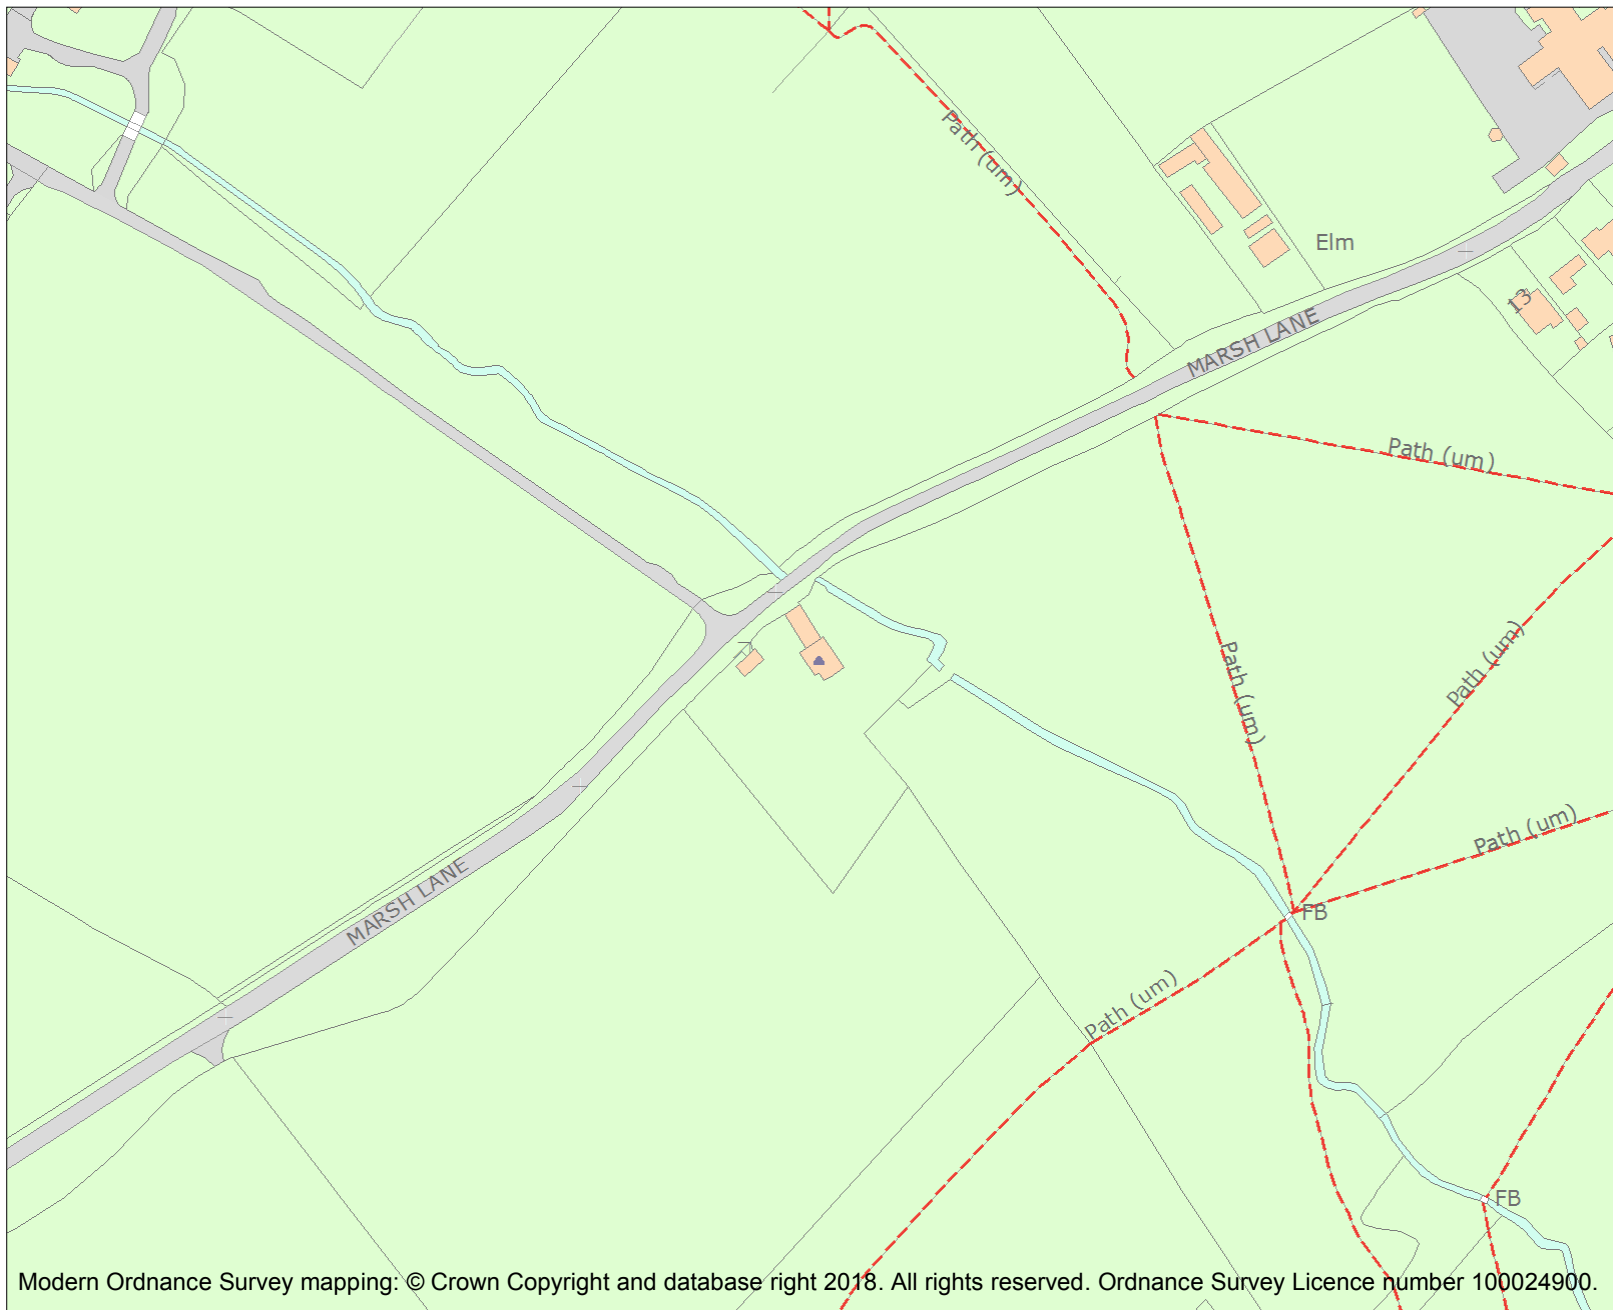 Path (um)
Elm
13
MARSH LANE
Path (um)
Path (um)
Path (um)
MARSH LANE
Path (um)
FB
Path (um)
FB
Modern Ordnance Survey mapping: © Crown Copyright and database right 2018. All rights reserved. Ordnance Survey Licence number 100024900.